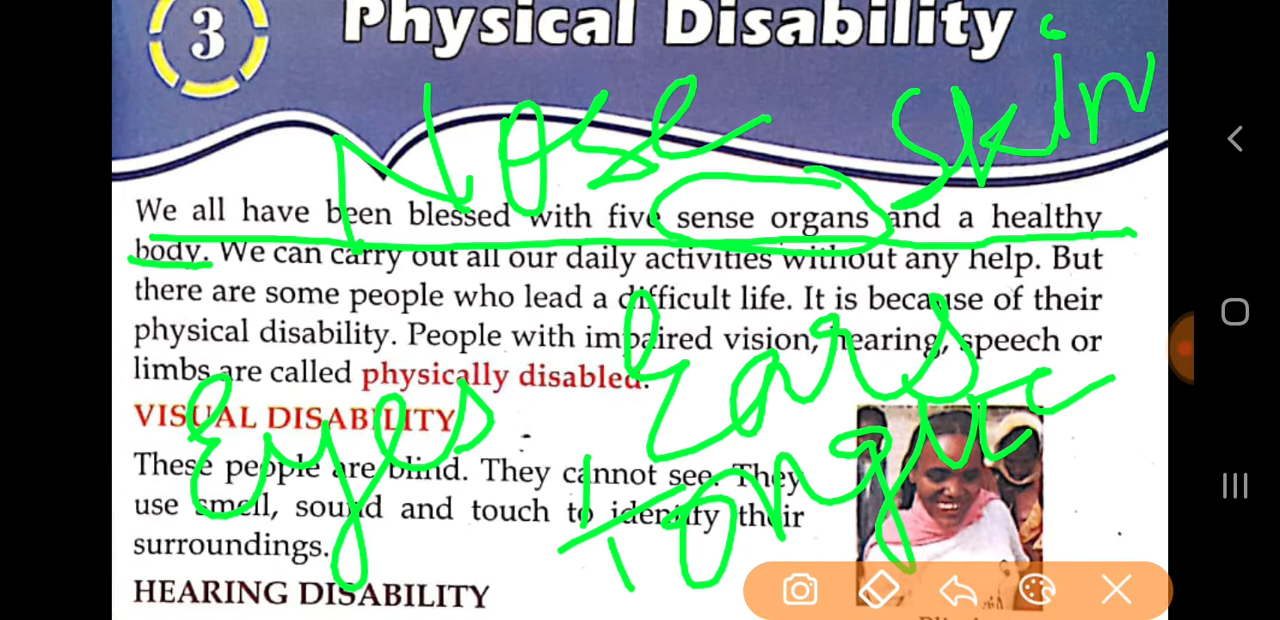 3
Physical Disability
Nose skin
We all have been blessed with five sense organs and a healthy
body. We can carry out all our daily activities without any help. But
there are some people who lead a difficult life. It is because of their
physical disability. People with impaired vision, hearing, speech or
limbs are called physically disabled.
Ears
Eyes
tongue
VISUAL DISABILITY
These people are blind. They cannot see. They
use smell, sound and touch to identify their
surroundings.
HEARING DISABILITY